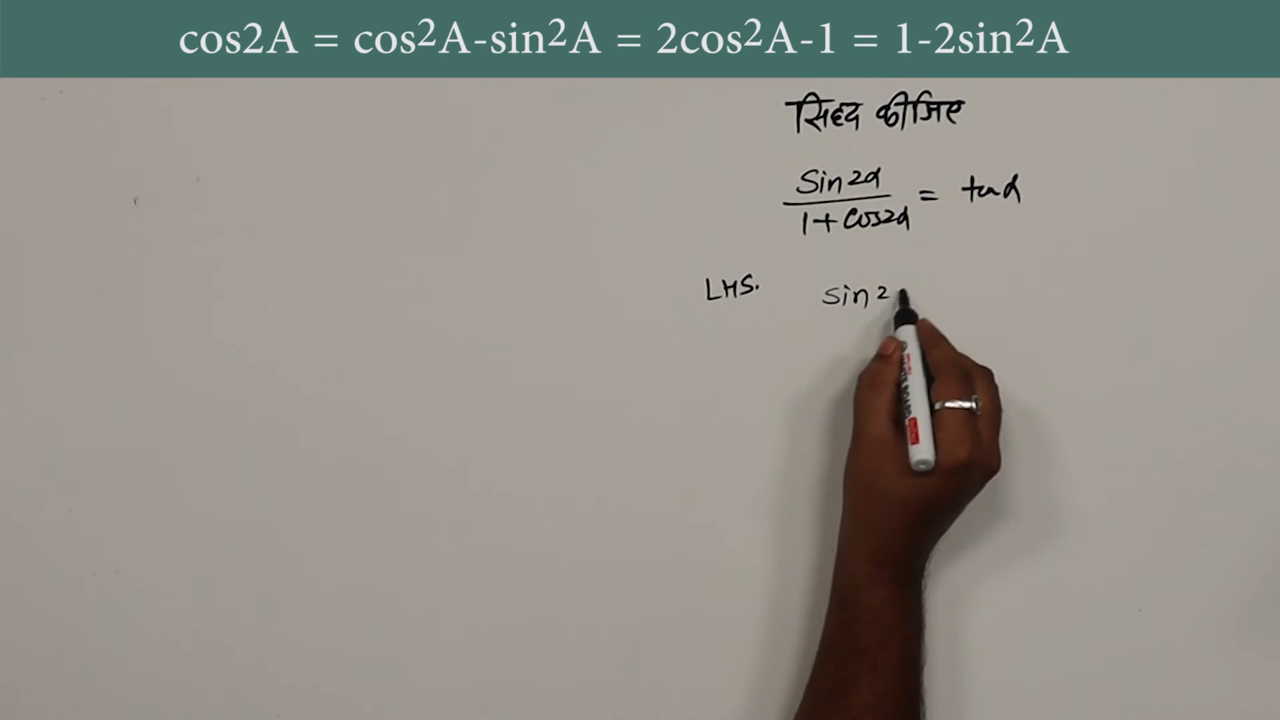 cos2A = cos²A-sin²A = 2cos²A-1 = 1-2sin²A
सिद्ध कीजिए
Sin2α
1+Cos2α
= tanα
LHS.
sin2